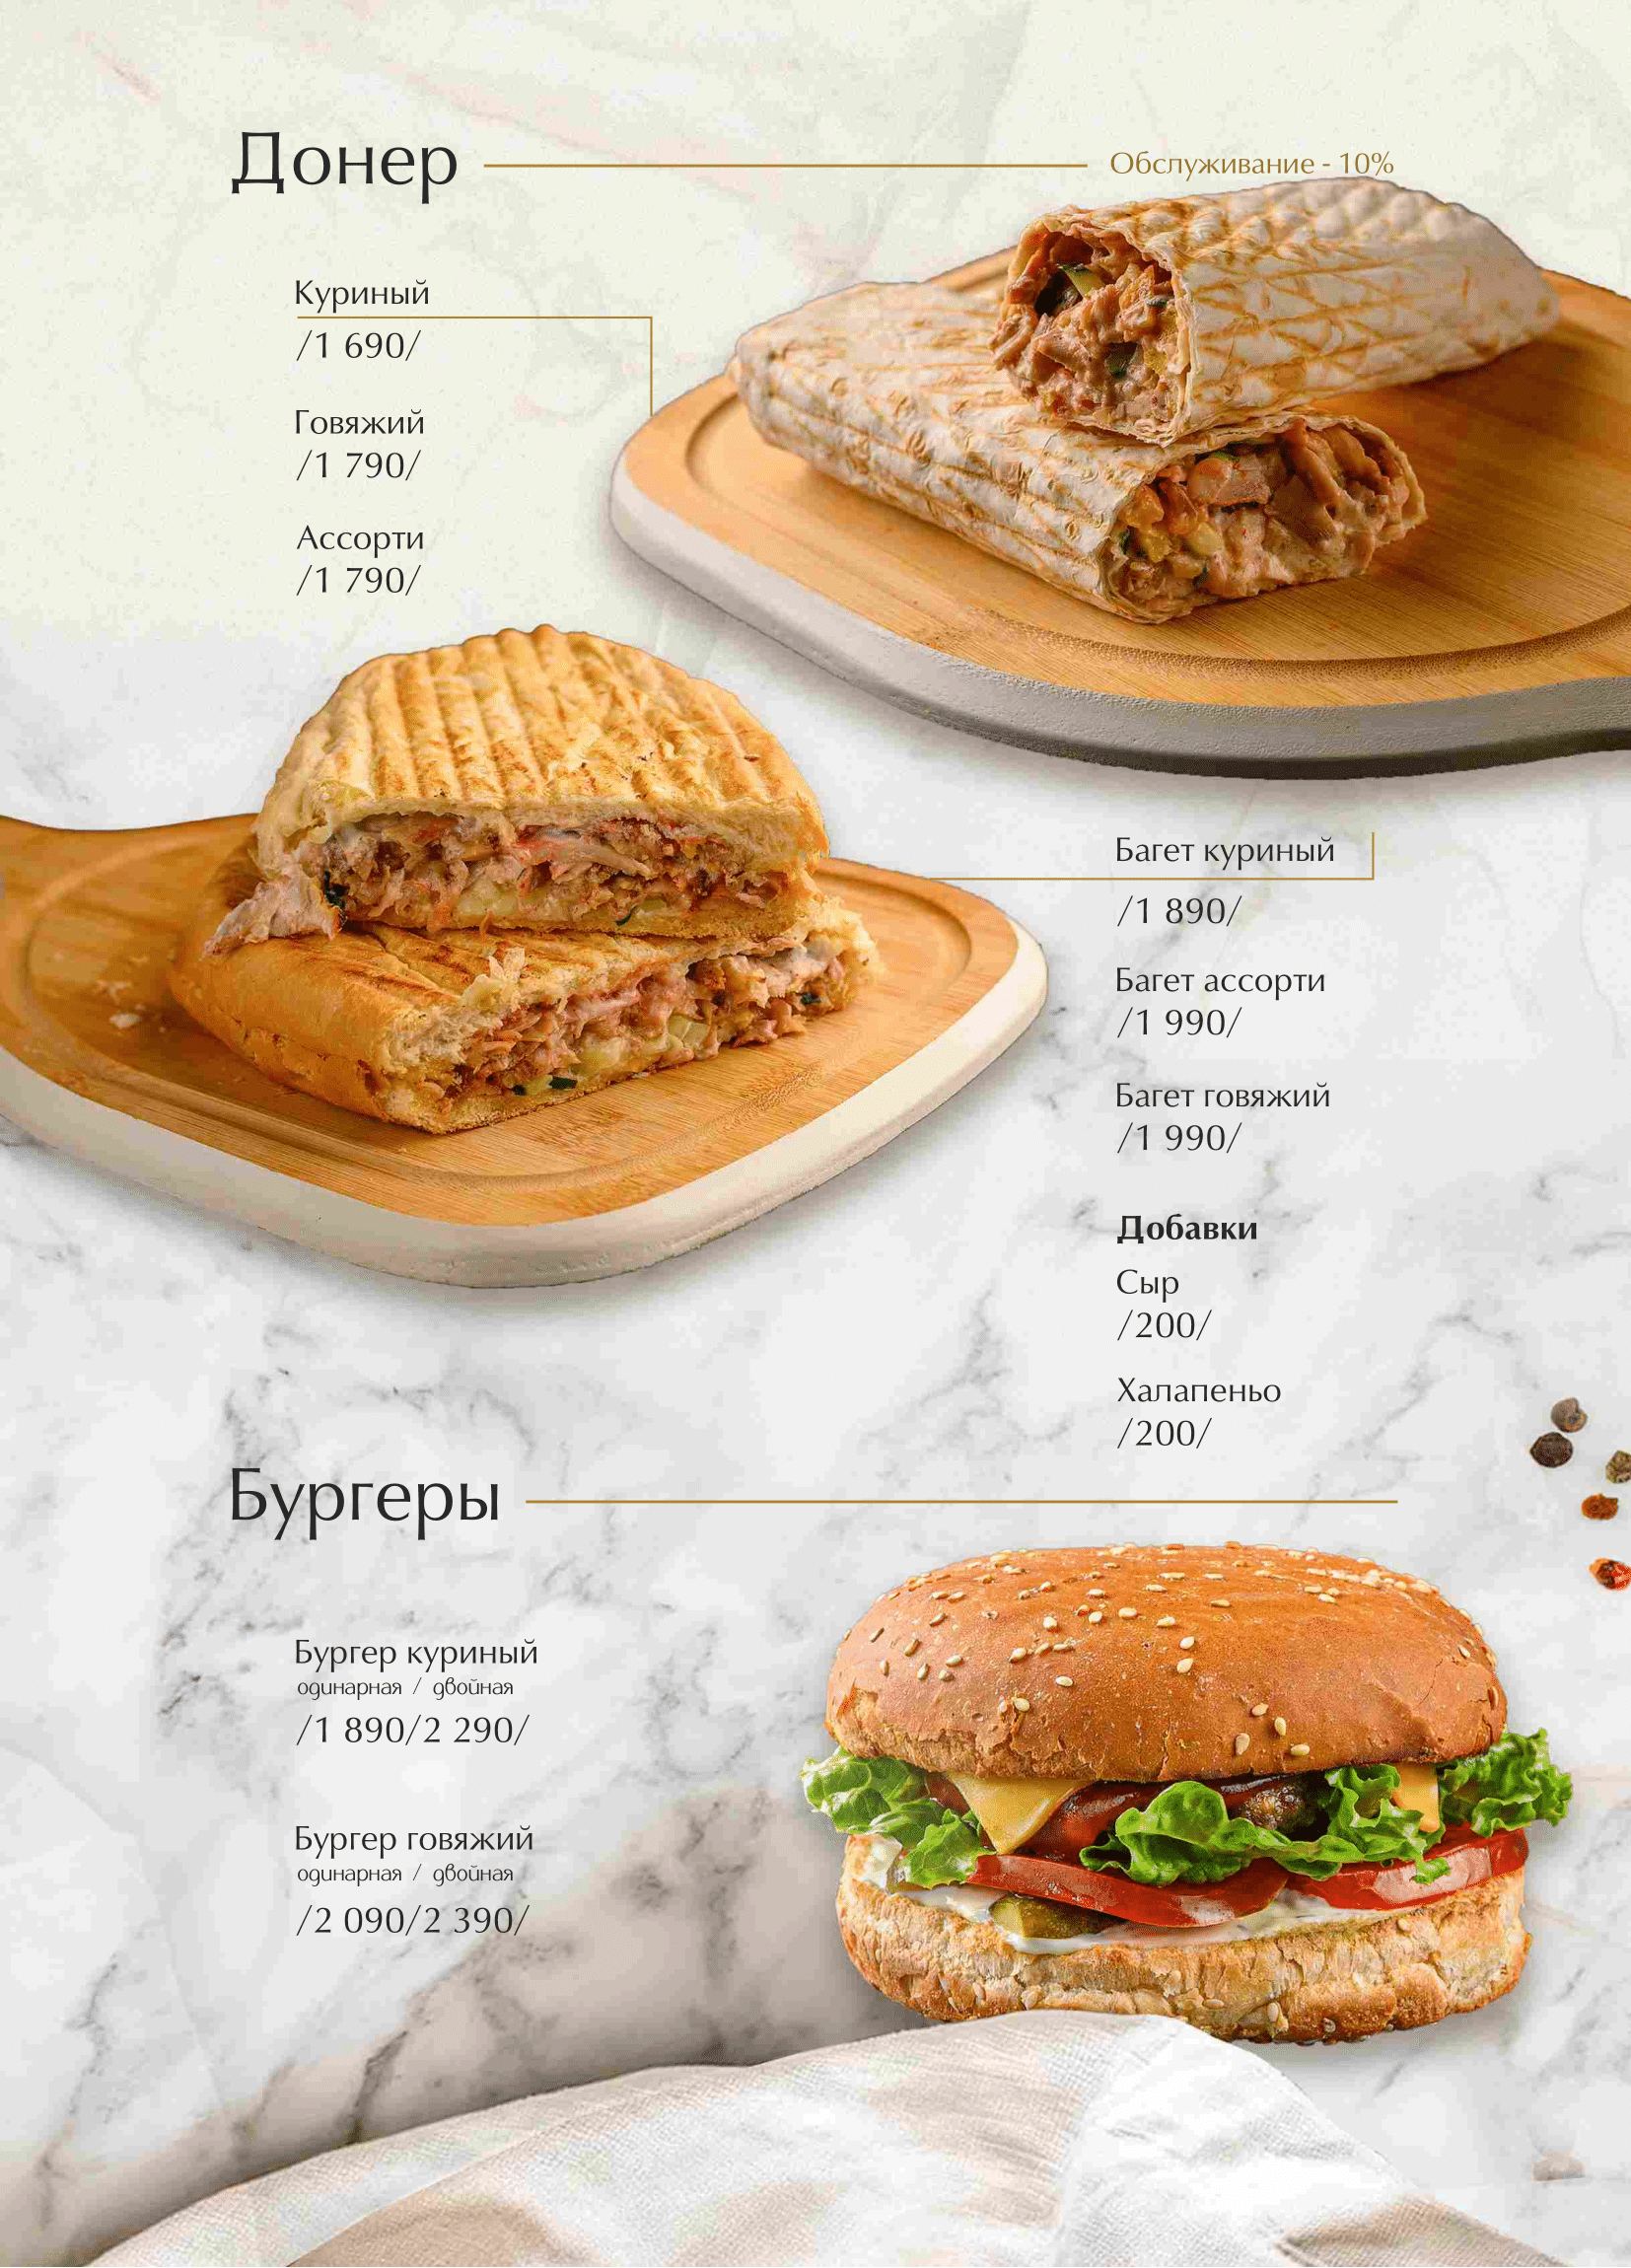 Донер
Обслуживание - 10%
Куриный
/1 690/
Говяжий
/1 790/
Ассорти
/1 790/
Багет куриный
/1 890/
Багет ассорти
/1 990/
Багет говяжий
/1 990/
Добавки
Сыр
/200/
Халапеньо
/200/
Бургеры
Бургер куриный
одинарная / двойная
/1 890/2 290/
Бургер говяжий
одинарная / двойная
/2 090/2 390/